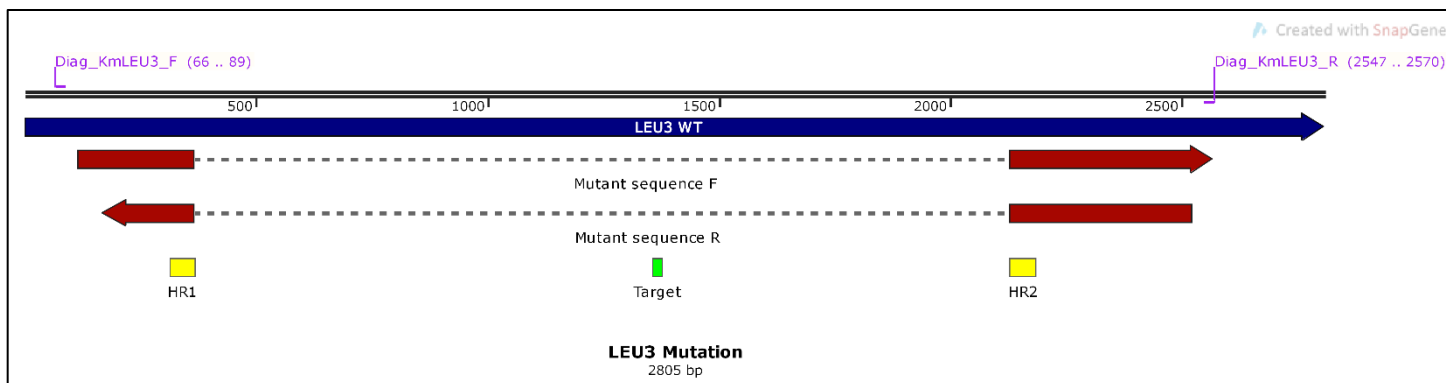 Created with SnapGene
Diag_KmLEU3_F (66 .. 89)
Diag_KmLEU3_R (2547 .. 2570)
500 1000 1500 2000 2500
LEU3 WT
Mutant sequence F
Mutant sequence R
HR1 Target HR2
LEU3 Mutation
2805 bp